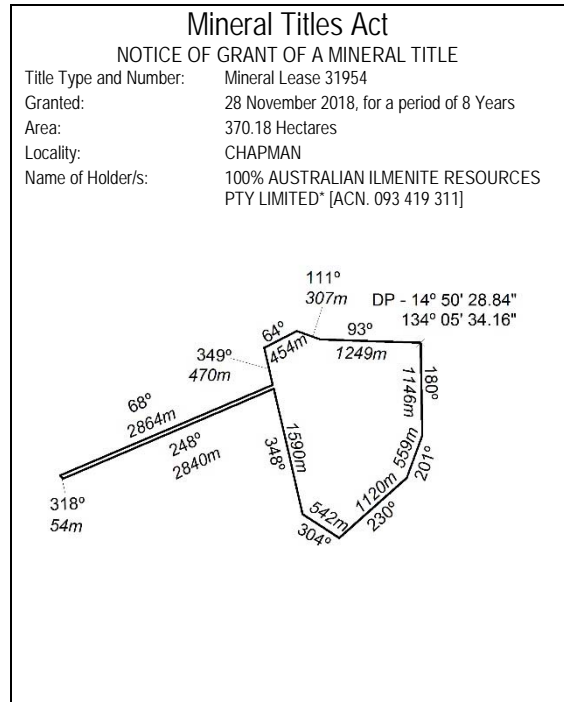 Mineral Titles Act
NOTICE OF GRANT OF A MINERAL TITLE
Title Type and Number: Mineral Lease 31954
Granted: 28 November 2018, for a period of 8 Years
Area: 370.18 Hectares
Locality: CHAPMAN
Name of Holder/s: 100% AUSTRALIAN ILMENITE RESOURCES
PTY LIMITED* [ACN. 093 419 311]
111º
307m
DP - 14º 50' 28.84"
134º 05' 34.16"
64º
454m
93º
1249m
349º
470m
180º
1146m
68º
2864m
248º
2840m
1590m
348º
559m
201º
1120m
230º
542m
304º
318º
54m